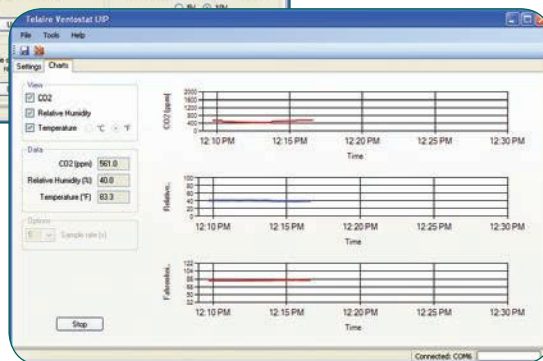 5V 10V
Telaire Ventostat UIP
File Tools Help
Settings Charts
View
CO2
Relative Humidity
Temperature °C °F
Data
CO2 (ppm) 561.0
Relative Humidity (%) 40.0
Temperature (°F) 83.3
Options
Sample rate (s)
Stop
CO2 (ppm)
2000
1600
1200
800
400
0
12:10 PM 12:15 PM 12:20 PM 12:25 PM 12:30 PM
Time
Relative..
100
80
60
40
20
0
12:10 PM 12:15 PM 12:20 PM 12:25 PM 12:30 PM
Time
Fahrenhei..
122
104
86
68
50
32
12:10 PM 12:15 PM 12:20 PM 12:25 PM 12:30 PM
Time
Connected: COM6